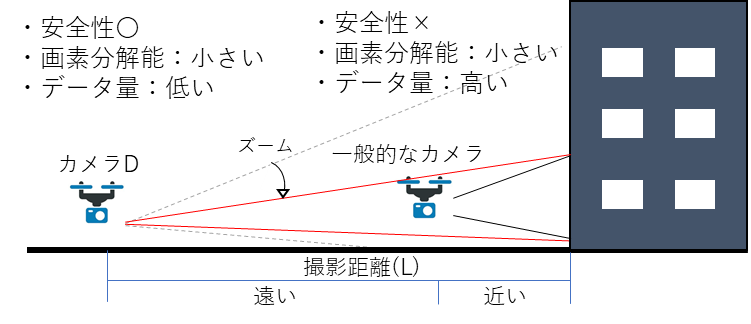 ・安全性〇
・画素分解能：小さい
・データ量：低い
・安全性×
・画素分解能：小さい
・データ量：高い
ズーム
カメラD
一般的なカメラ
撮影距離(L)
遠い
近い